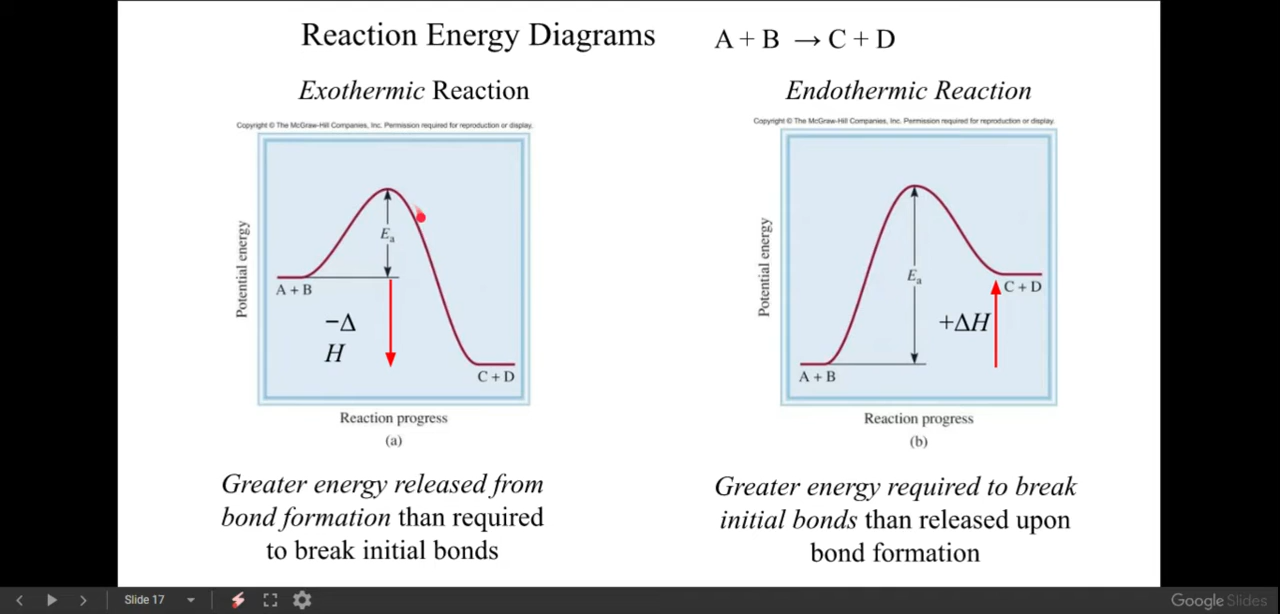 Reaction Energy Diagrams
A + B → C + D
Exothermic Reaction
Copyright © The McGraw-Hill Companies, Inc. Permission required for reproduction or display.
Potential energy
Eₐ
A + B
−Δ
H
C + D
Reaction progress
(a)
Greater energy released from
bond formation than required
to break initial bonds
Endothermic Reaction
Copyright © The McGraw-Hill Companies, Inc. Permission required for reproduction or display.
Potential energy
Eₐ
C + D
+ΔH
A + B
Reaction progress
(b)
Greater energy required to break
initial bonds than released upon
bond formation
Slide 17
Google Slides